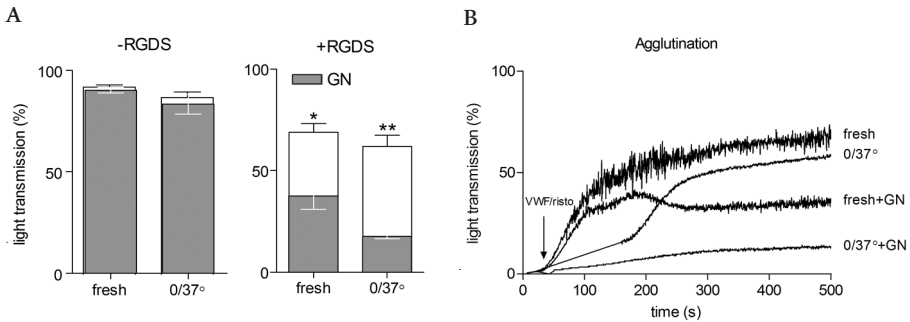 A
-RGDS
light transmission (%)
100
50
0
fresh
0/37°
+RGDS
100
50
0
GN
*
**
fresh
0/37°
B
Agglutination
light transmission (%)
100
50
0
VWF/risto
fresh
0/37°
fresh+GN
0/37°+GN
0
100
200
300
400
500
time (s)